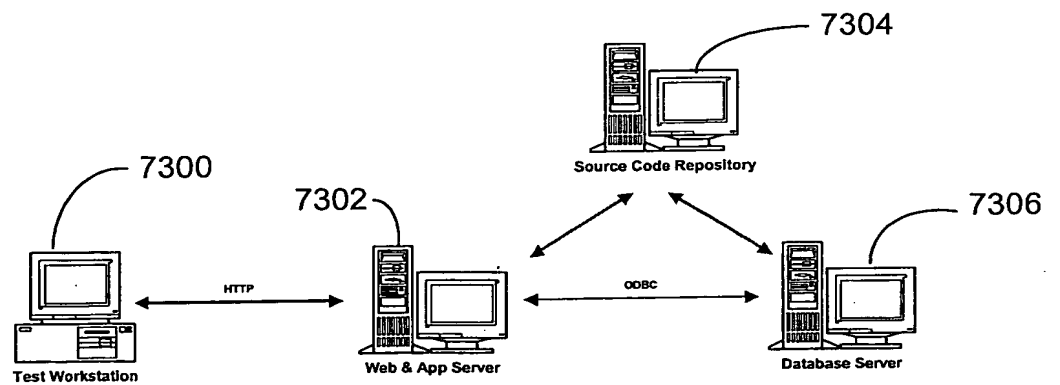 7304
Source Code Repository
7300
7302
7306
HTTP
ODBC
Test Workstation
Web & App Server
Database Server